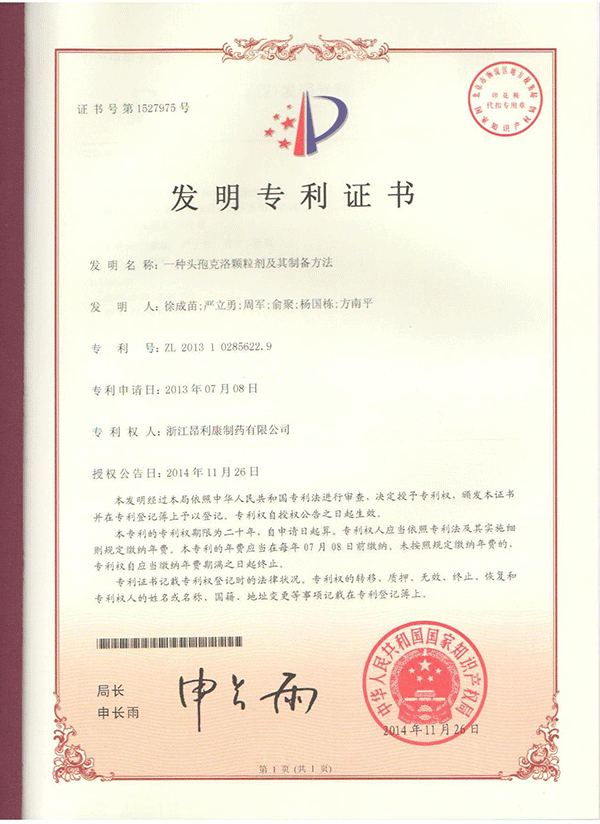 证书号第1527975号
印花税
代扣专用章
发明专利证书
发明名称:一种头孢克洛颗粒剂及其制备方法
发明人:徐成苗;严立勇;周军;俞聚;杨国栋;方南平
专利号:ZL 2013 1 0285622.9
专利申请日:2013年07月08日
专利权人:浙江昂利康制药有限公司
授权公告日:2014年11月26日
本发明经过本局依照中华人民共和国专利法进行审查,决定授予专利权,颁发本证书
并在专利登记簿上予以登记。专利权自授权公告之日起生效。
本专利的专利权期限为二十年,自申请日起算。专利权人应当依照专利法及其实施细
则规定缴纳年费。本专利的年费应当在每年07月08日前缴纳。未按照规定缴纳年费的,
专利权自应当缴纳年费期满之日起终止。
专利证书记载专利权登记时的法律状况。专利权的转移、质押、无效、终止、恢复和
专利权人的姓名或名称、国籍、地址变更等事项记载在专利登记簿上。
局长
申长雨
申长雨
中华人民共和国国家知识产权局
2014年11月26日
第1页(共1页)